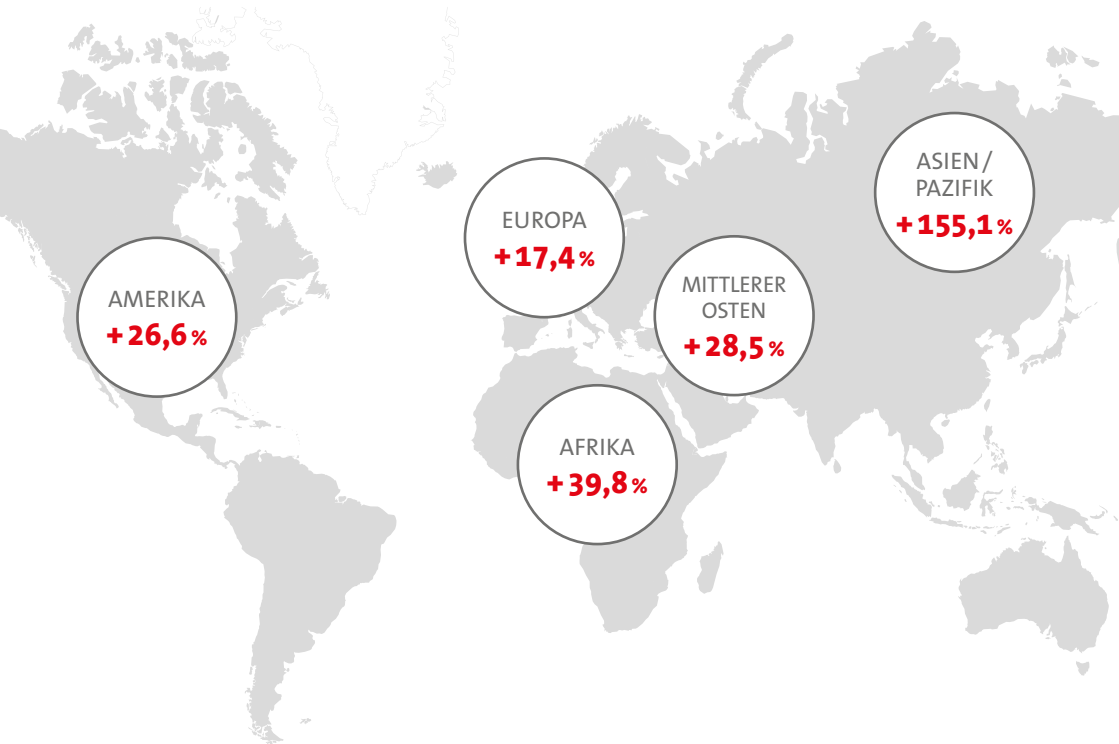 ASIEN/
PAZIFIK
+155,1%
EUROPA
+17,4%
AMERIKA
+26,6%
MITTLERER
OSTEN
+28,5%
AFRIKA
+39,8%